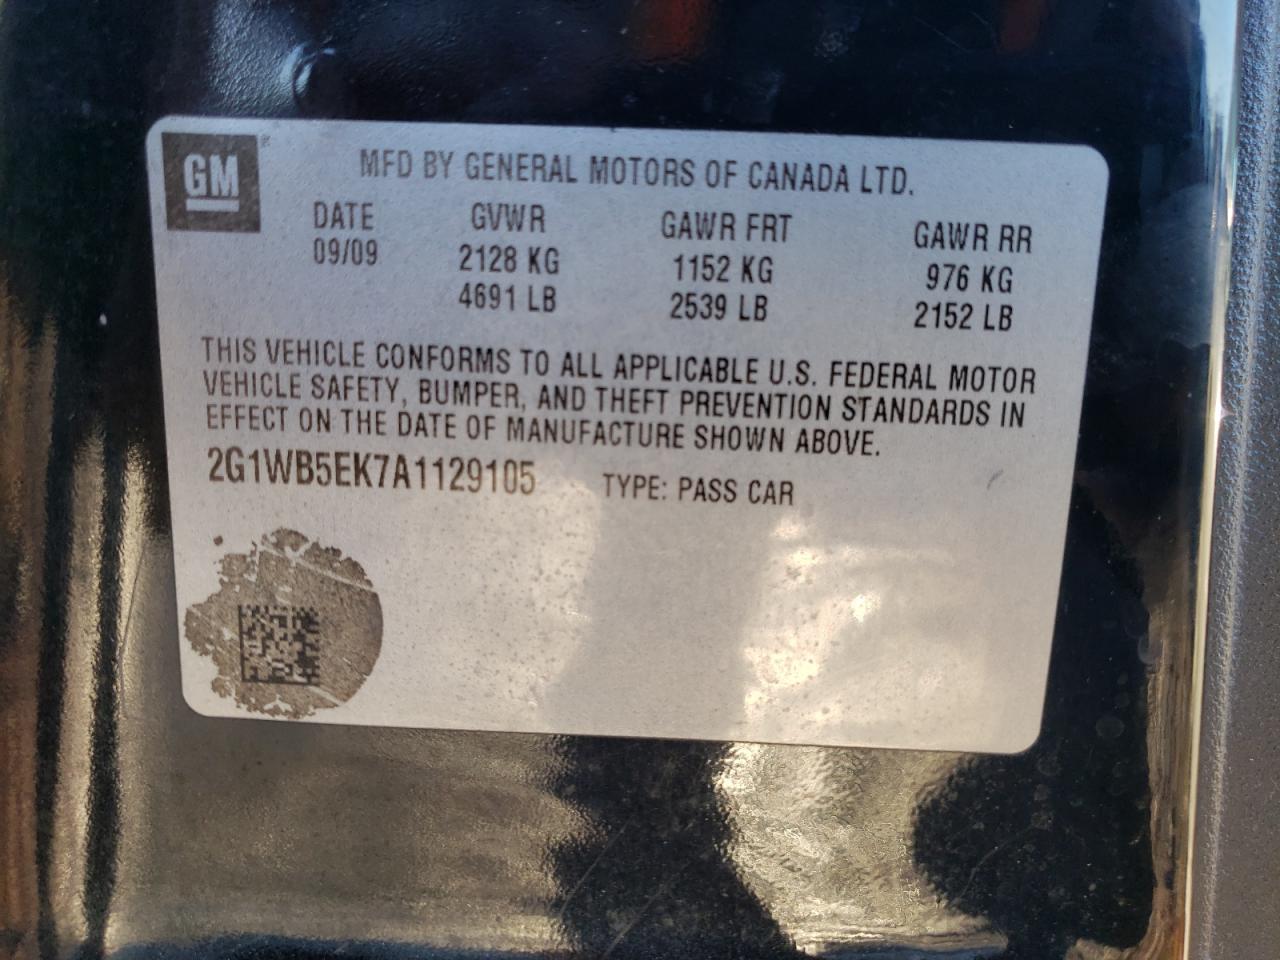 GM
MFD BY GENERAL MOTORS OF CANADA LTD.
DATE GVWR GAWR FRT GAWR RR
09/09 2128 KG 1152 KG 976 KG
4691 LB 2539 LB 2152 LB
THIS VEHICLE CONFORMS TO ALL APPLICABLE U.S. FEDERAL MOTOR
VEHICLE SAFETY, BUMPER, AND THEFT PREVENTION STANDARDS IN
EFFECT ON THE DATE OF MANUFACTURE SHOWN ABOVE.
2G1WB5EK7A1129105 TYPE: PASS CAR